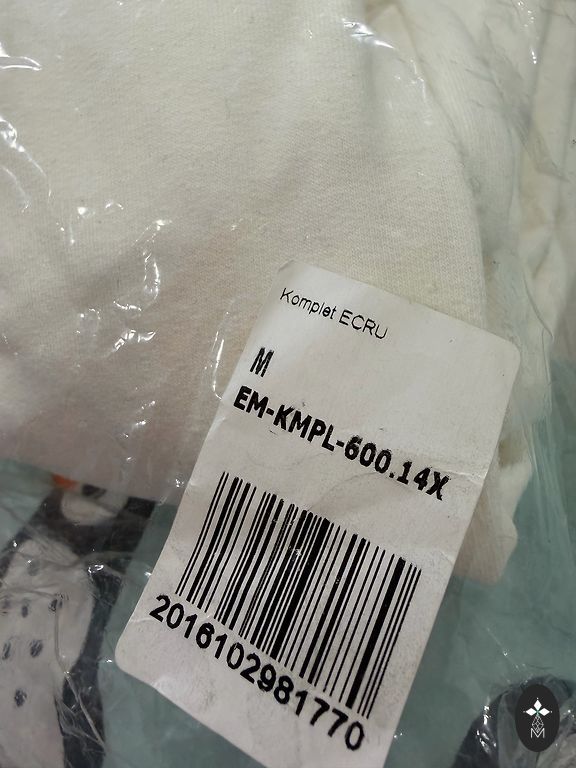 Komplet ECRU
M
EM-KMPL-600.14X
2016102981770
M